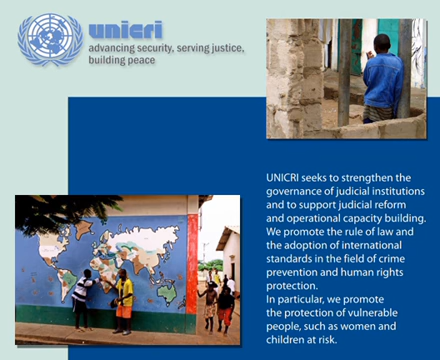 unicri
advancing security, serving justice,
building peace
UNICRI seeks to strengthen the
governance of judicial institutions
and to support judicial reform
and operational capacity building.
We promote the rule of law and
the adoption of international
standards in the field of crime
prevention and human rights
protection.
In particular, we promote
the protection of vulnerable
people, such as women and
children at risk.